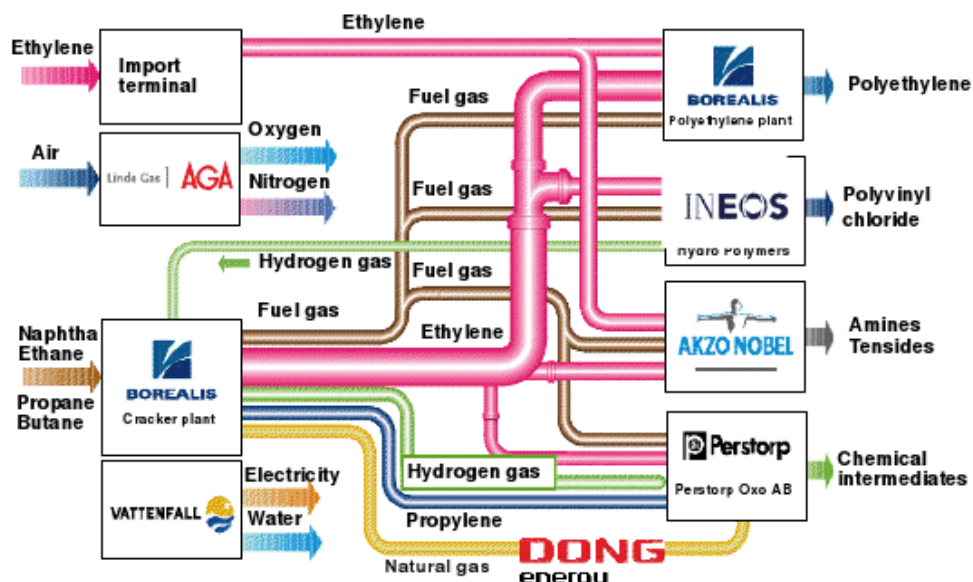 Ethylene
Ethylene
Import
terminal
BOREALIS
Polyethylene plant
Polyethylene
Fuel gas
Air
Linde Gas
AGA
Oxygen
Nitrogen
Fuel gas
INEOS
Hydro Polymers
Polyvinyl
chloride
Hydrogen gas
Fuel gas
Fuel gas
Ethylene
AKZO NOBEL
Amines
Tensides
Naphtha
Ethane
Propane
Butane
BOREALIS
Cracker plant
Perstorp
Perstorp Oxo AB
Chemical
intermediates
Hydrogen gas
Propylene
VATTENFALL
Electricity
Water
Natural gas
DONG
energy